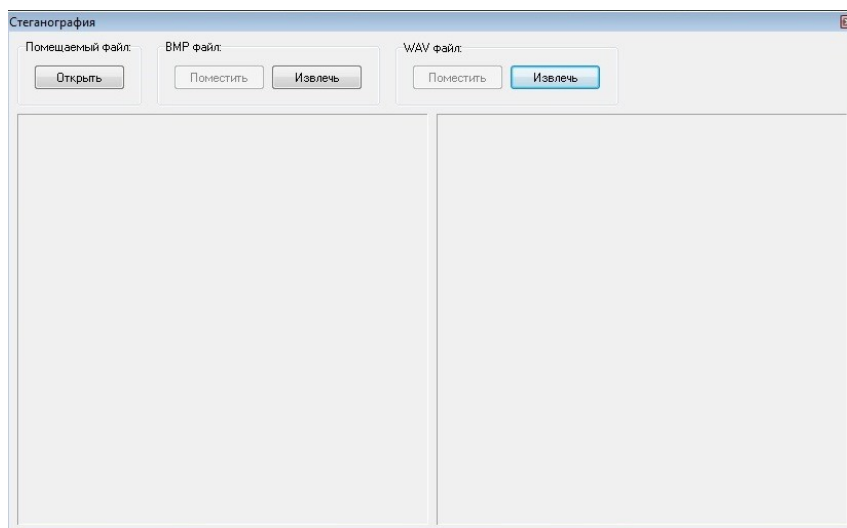 Стеганография
Помещаемый файл:
Открыть
BMP файл:
Поместить Извлечь
WAV файл:
Поместить Извлечь